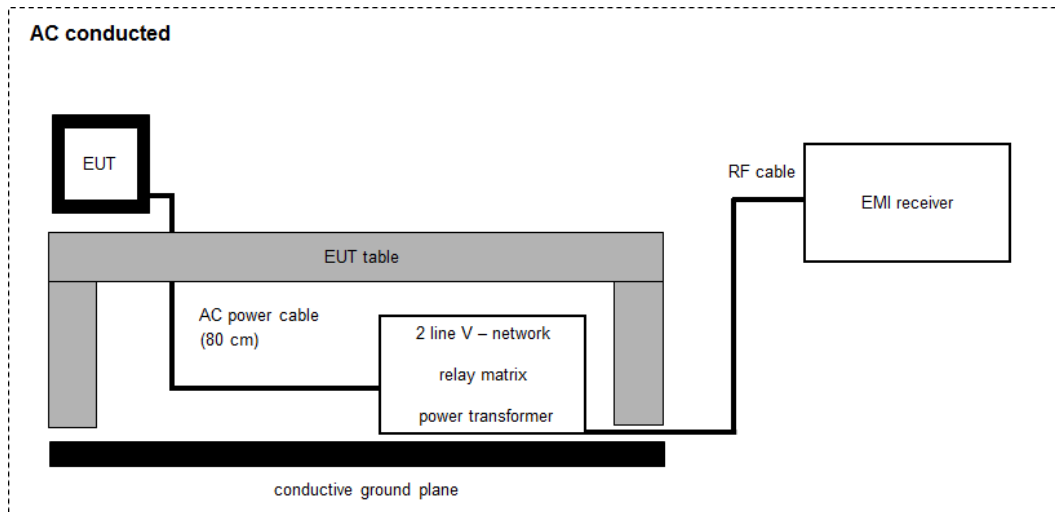 AC conducted
EUT
RF cable
EMI receiver
EUT table
AC power cable
(80 cm)
2 line V – network
relay matrix
power transformer
conductive ground plane